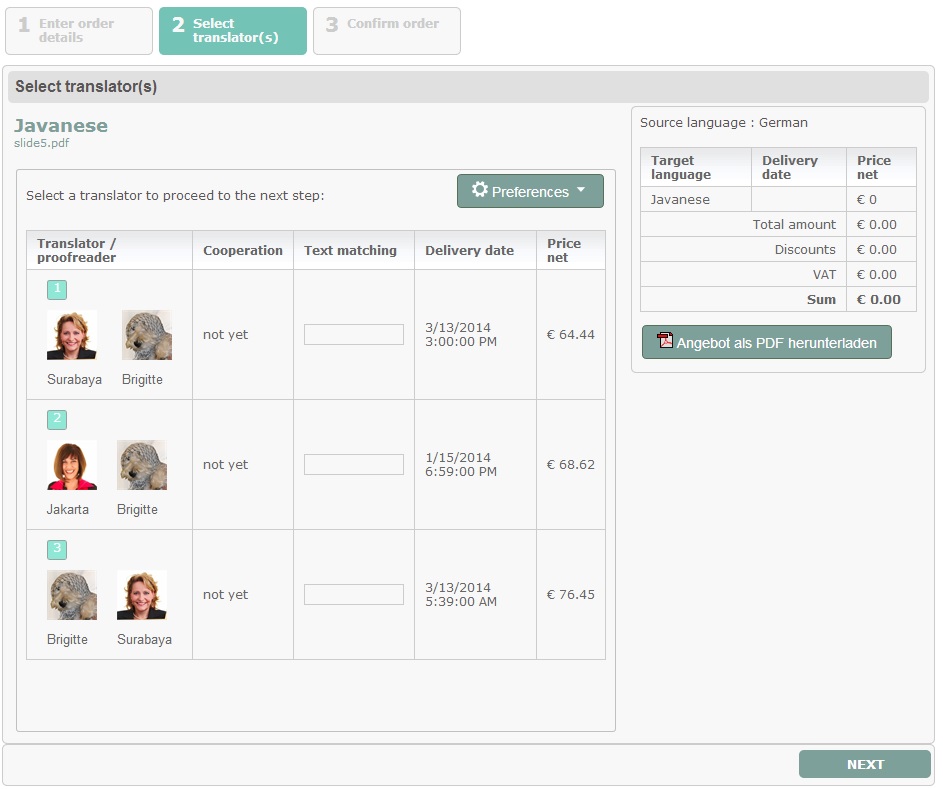 1 Enter order
details
2 Select
translator(s)
3 Confirm order
Select translator(s)
Javanese
slide5.pdf
Select a translator to proceed to the next step:
Preferences
Translator /
proofreader
Cooperation
Text matching
Delivery date
Price
net
1
Surabaya Brigitte
not yet
3/13/2014
3:00:00 PM
€ 64.44
2
Jakarta Brigitte
not yet
1/15/2014
6:59:00 PM
€ 68.62
3
Brigitte Surabaya
not yet
3/13/2014
5:39:00 AM
€ 76.45
Source language : German
Target
language
Delivery
date
Price
net
Javanese € 0
Total amount € 0.00
Discounts € 0.00
VAT € 0.00
Sum € 0.00
Angebot als PDF herunterladen
NEXT